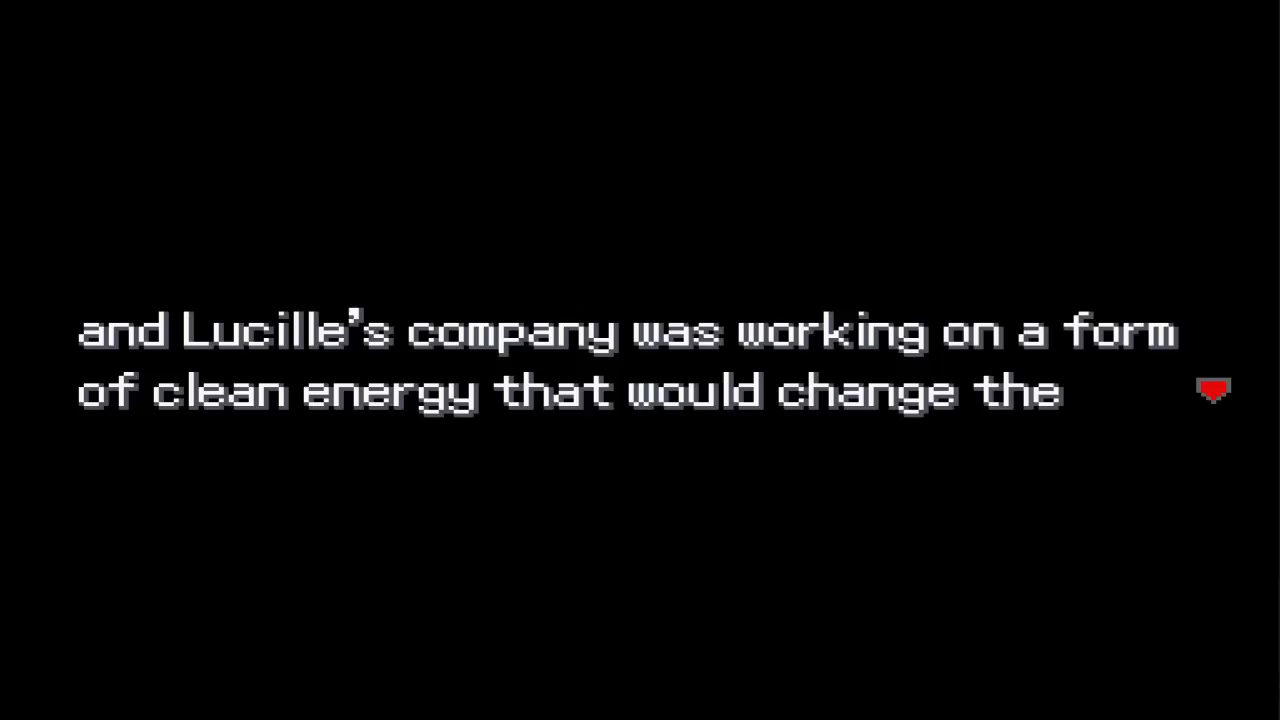 and Lucille's company was working on a form
of clean energy that would change the